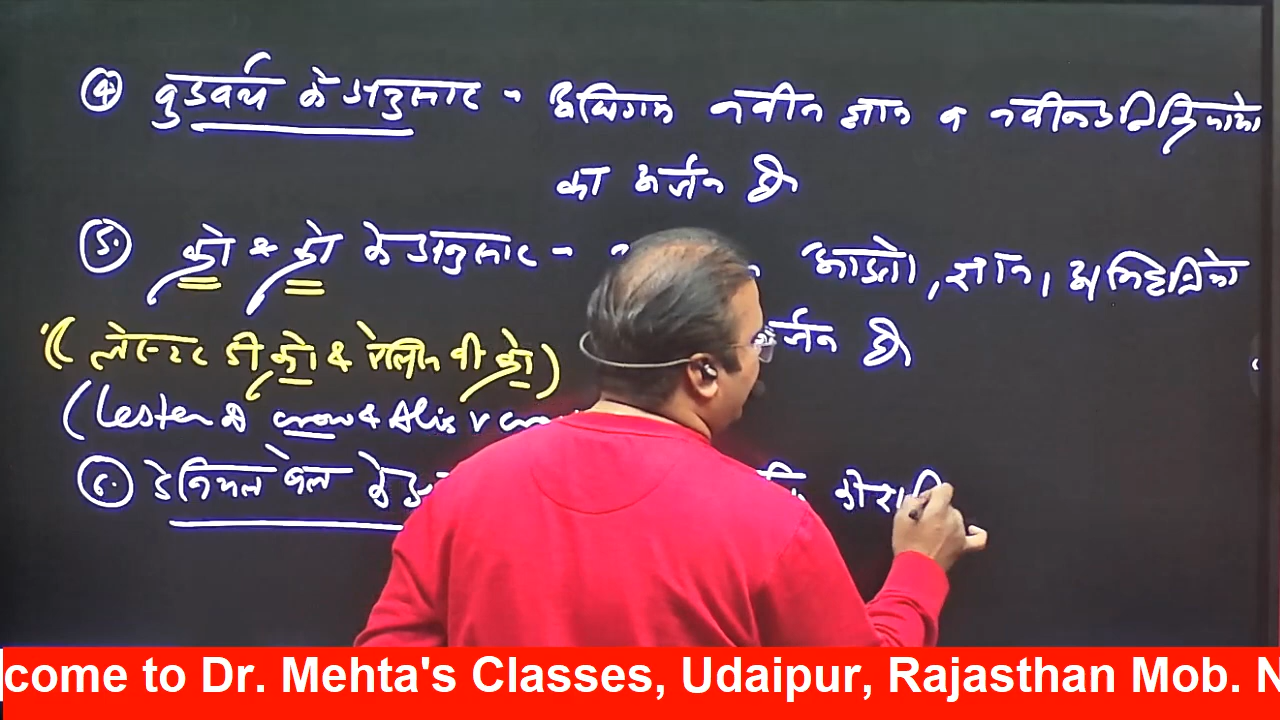 ④ वुडवर्थ के अनुसार - अधिगम नवीन ज्ञान व नवीन प्रतिक्रियाओं
का अर्जन है
⑤. क्रो & क्रो के अनुसार - आदतों, ज्ञान, अभिवृत्तियों
अर्जन है
(लेस्टर डी क्रो & एलीस वी क्रो)
(Lester D crow & Alis v
⑥. डेनियल बेल के
come to Dr. Mehta's Classes, Udaipur, Rajasthan Mob. N